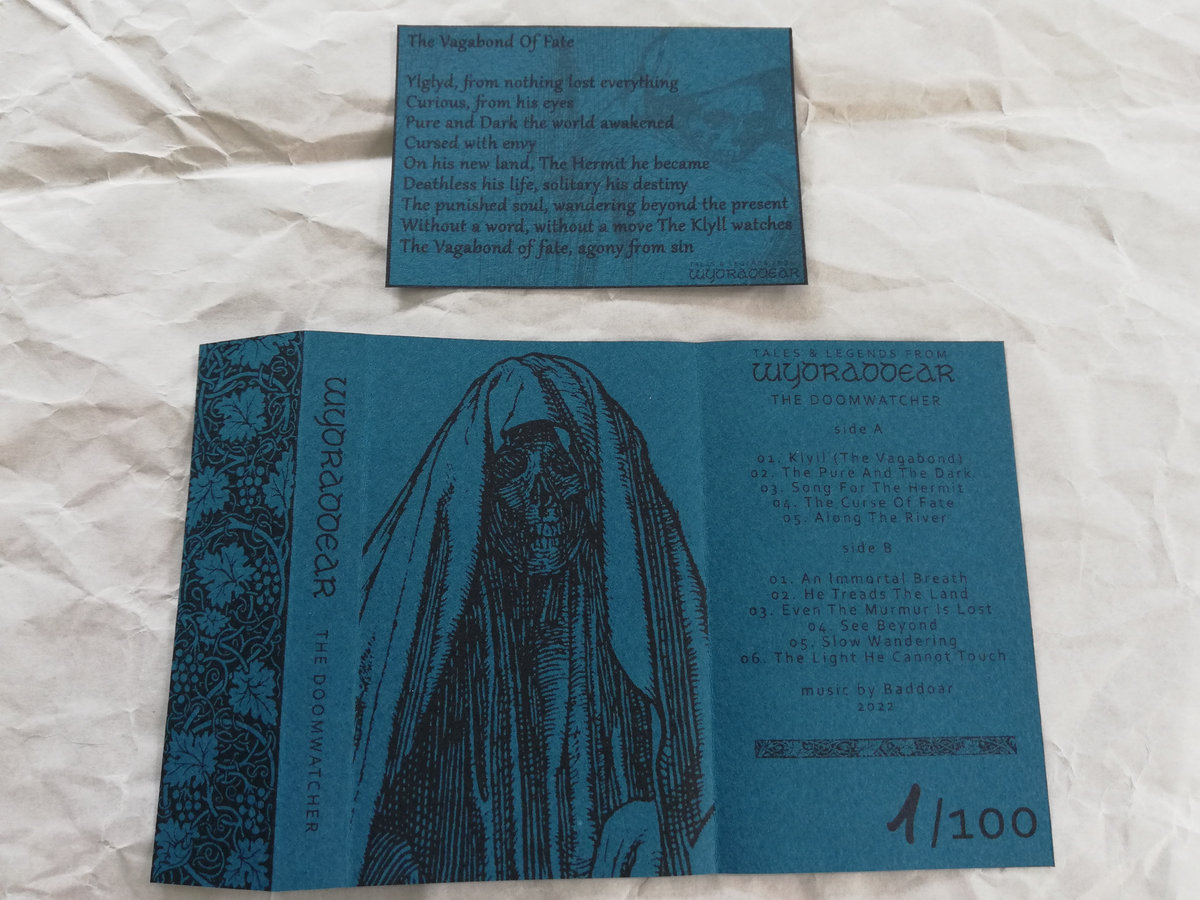 The Vagabond Of Fate
Ylglyd, from nothing lost everything
Curious, from his eyes
Pure and Dark the world awakened
Cursed with envy
On his new land, The Hermit he became
Deathless his life, solitary his destiny
The punished soul, wandering beyond the present
Without a word, without a move The Klyll watches
The Vagabond of fate, agony from sin
TALES & LEGENDS FROM
WYDRADDEAR
WYDRADDEAR THE DOOMWATCHER
TALES & LEGENDS FROM
WYDRADDEAR
THE DOOMWATCHER
side A
01. Klyll (The Vagabond)
02. The Pure And The Dark
03. Song For The Hermit
04. The Curse Of Fate
05. Along The River
side B
01. An Immortal Breath
02. He Treads The Land
03. Even The Murmur Is Lost
04. See Beyond
05. Slow Wandering
06. The Light He Cannot Touch
music by Baddoar
2022
1/100